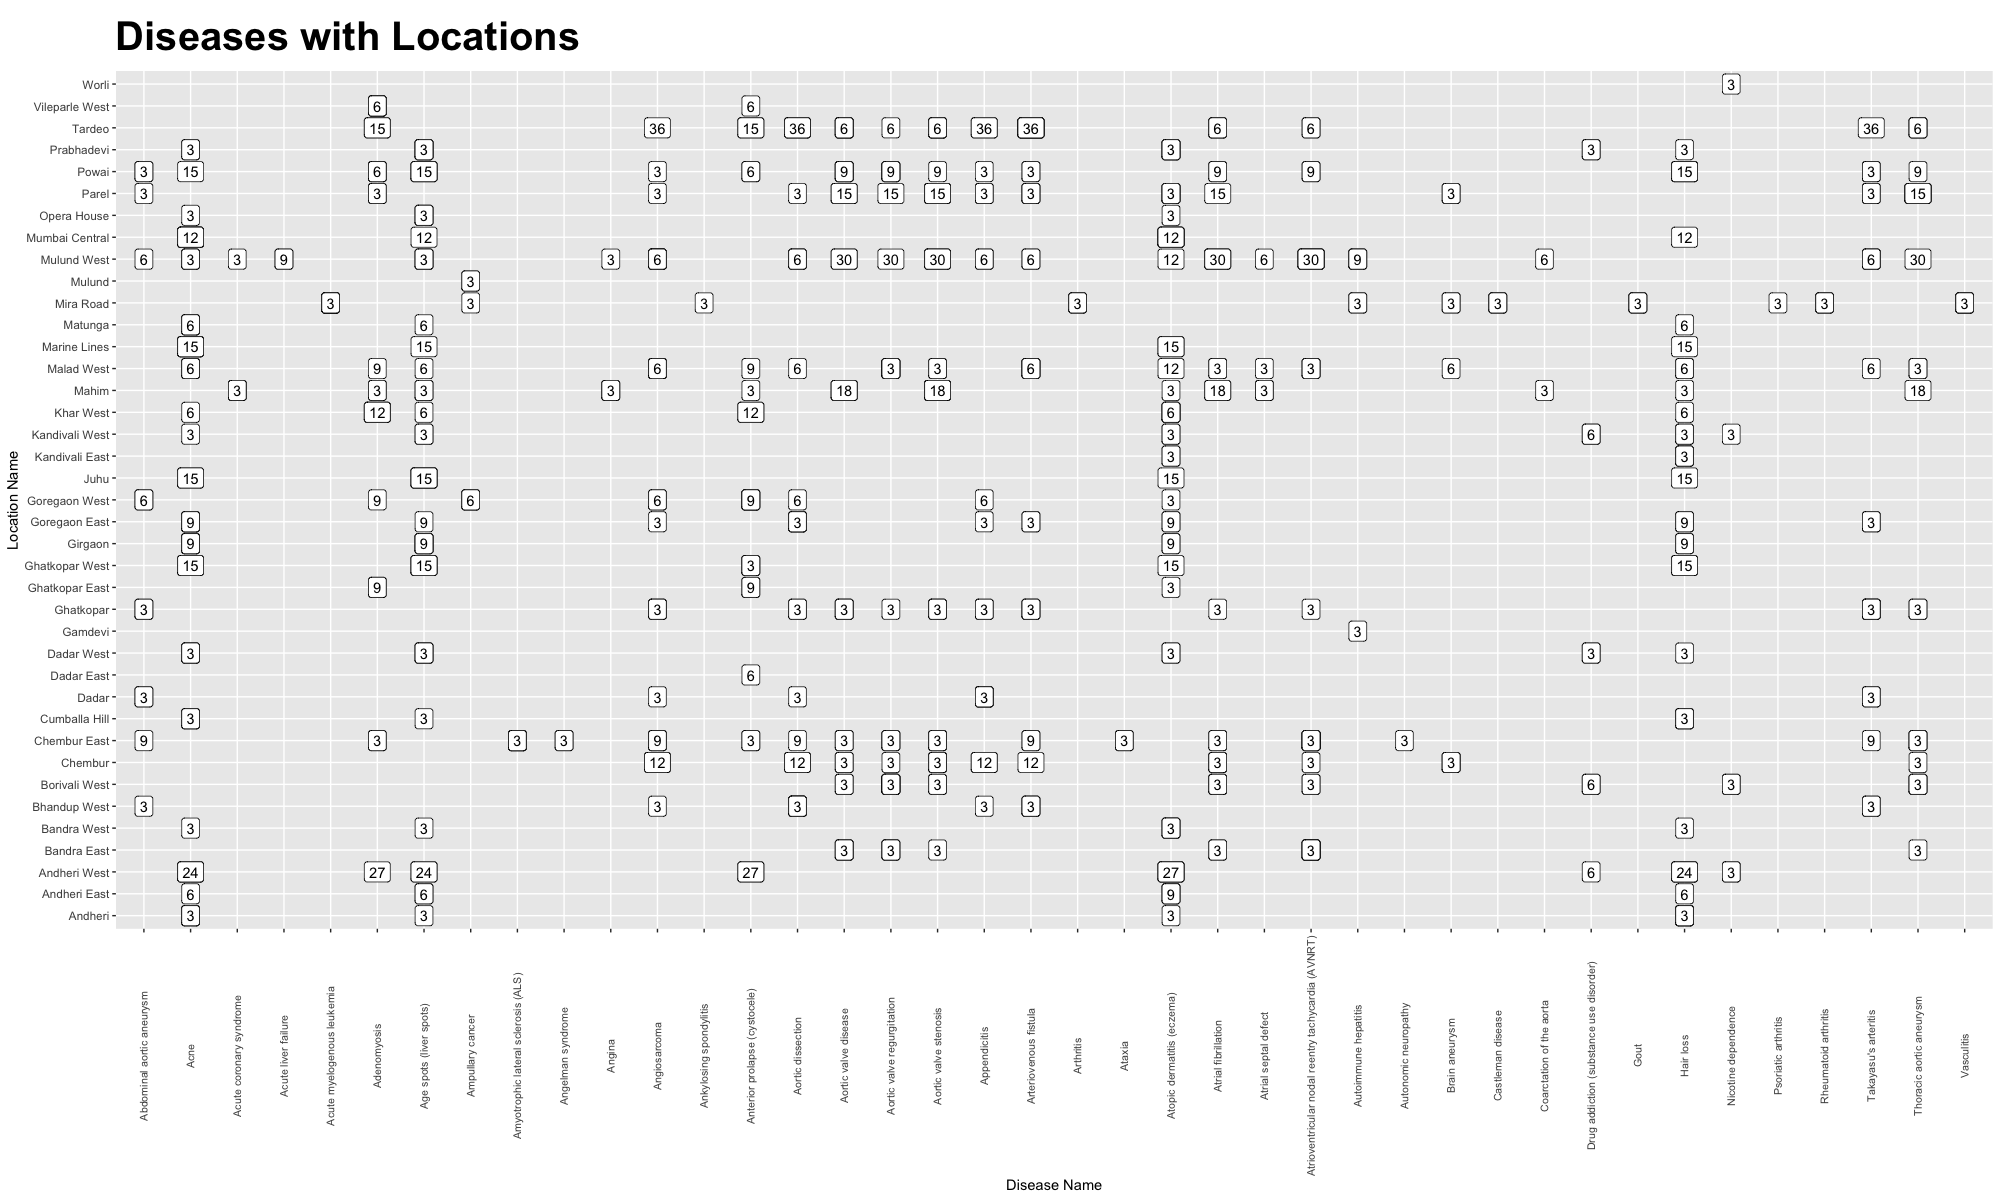 Diseases with Locations
Location Name
Worli 3
Vileparle West 6 6
Tardeo 15 36 15 36 6 6 6 36 36 6 6 36 6
Prabhadevi 3 3 3 3 3
Powai 3 15 6 15 3 6 9 9 9 3 3 9 9 15 3 9
Parel 3 3 3 3 15 15 15 3 3 3 15 3 3 15
Opera House 3 3 3
Mumbai Central 12 12 12 12
Mulund West 6 3 3 9 3 3 6 6 30 30 30 6 6 12 30 6 30 9 6 6 30
Mulund 3
Mira Road 3 3 3 3 3 3 3 3 3 3 3
Matunga 6 6 6
Marine Lines 15 15 15 15
Malad West 6 9 6 6 9 6 3 3 6 12 3 3 3 6 6 6 3
Mahim 3 3 3 3 3 18 18 3 18 3 3 3 18
Khar West 6 12 6 12 6 6
Kandivali West 3 3 3 6 3 3
Kandivali East 3 3
Juhu 15 15 15 15
Goregaon West 6 9 6 6 9 6 6 3
Goregaon East 9 9 3 3 3 3 9 9 3
Girgaon 9 9 9 9
Ghatkopar West 15 15 3 15 15
Ghatkopar East 9 9 3
Ghatkopar 3 3 3 3 3 3 3 3 3 3 3 3
Gamdevi 3
Dadar West 3 3 3 3 3
Dadar East 6
Dadar 3 3 3 3 3
Cumballa Hill 3 3 3
Chembur East 9 3 3 3 9 3 9 3 3 3 9 3 3 3 3 9 3
Chembur 12 12 3 3 3 12 12 3 3 3 3
Borivali West 3 3 3 3 3 6 3 3
Bhandup West 3 3 3 3 3 3
Bandra West 3 3 3 3
Bandra East 3 3 3 3 3 3
Andheri West 24 27 24 27 27 6 24 3
Andheri East 6 6 9 6
Andheri 3 3 3 3
Abdominal aortic aneurysm
Acne
Acute coronary syndrome
Acute liver failure
Acute myelogenous leukemia
Adenomyosis
Age spots (liver spots)
Ampullary cancer
Amyotrophic lateral sclerosis (ALS)
Angelman syndrome
Angina
Angiosarcoma
Ankylosing spondylitis
Anterior prolapse (cystocele)
Aortic dissection
Aortic valve disease
Aortic valve regurgitation
Aortic valve stenosis
Appendicitis
Arteriovenous fistula
Arthritis
Ataxia
Atopic dermatitis (eczema)
Atrial fibrillation
Atrial septal defect
Atrioventricular nodal reentry tachycardia (AVNRT)
Autoimmune hepatitis
Autonomic neuropathy
Brain aneurysm
Castleman disease
Coarctation of the aorta
Drug addiction (substance use disorder)
Gout
Hair loss
Nicotine dependence
Psoriatic arthritis
Rheumatoid arthritis
Takayasu's arteritis
Thoracic aortic aneurysm
Vasculitis
Disease Name